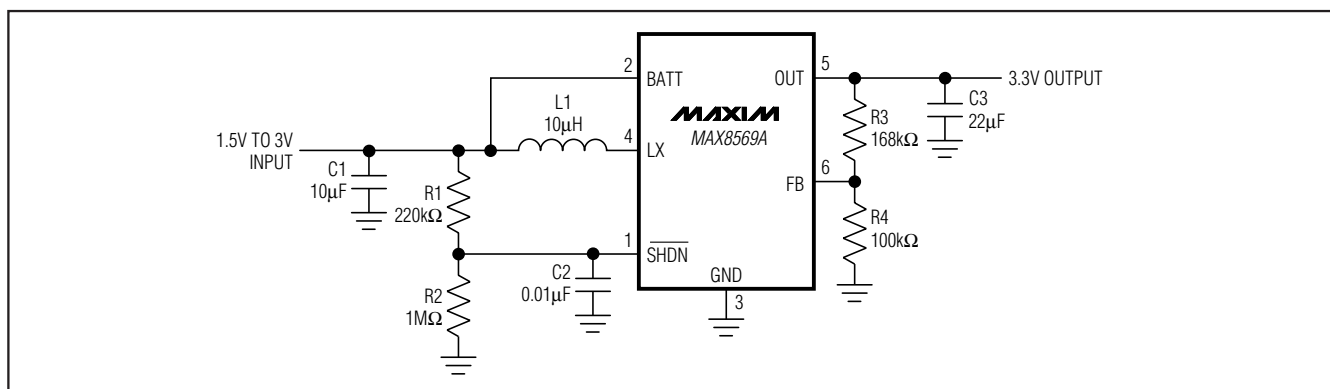 1.5V TO 3V
INPUT
C1
10µF
R1
220kΩ
R2
1MΩ
L1
10µH
C2
0.01µF
2
BATT
4
LX
1
SHDN
MAXIM
MAX8569A
GND
3
OUT
5
FB
6
R3
168kΩ
R4
100kΩ
C3
22µF
3.3V OUTPUT